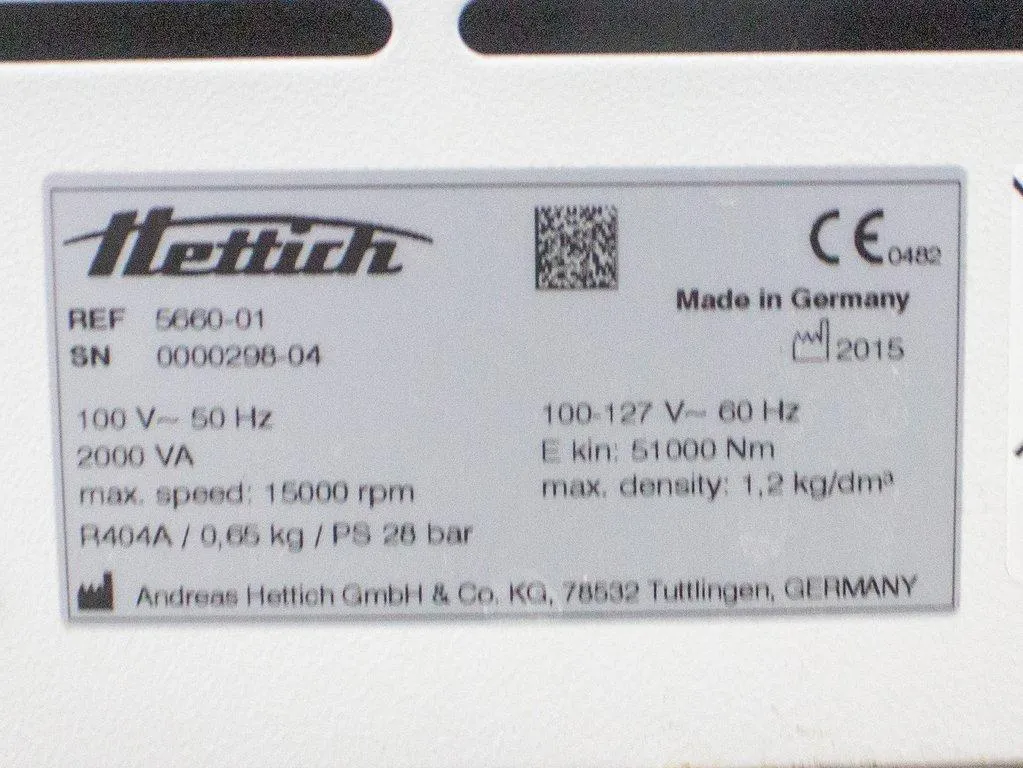 Hettich
CE 0482
Made in Germany
REF 5660-01
2015
SN 0000298-04
100 V~ 50 Hz
100-127 V~ 60 Hz
2000 VA
E kin: 51000 Nm
max. speed: 15000 rpm
max. density: 1,2 kg/dm³
R404A / 0,65 kg / PS 28 bar
Andreas Hettich GmbH & Co. KG, 78532 Tuttlingen, GERMANY